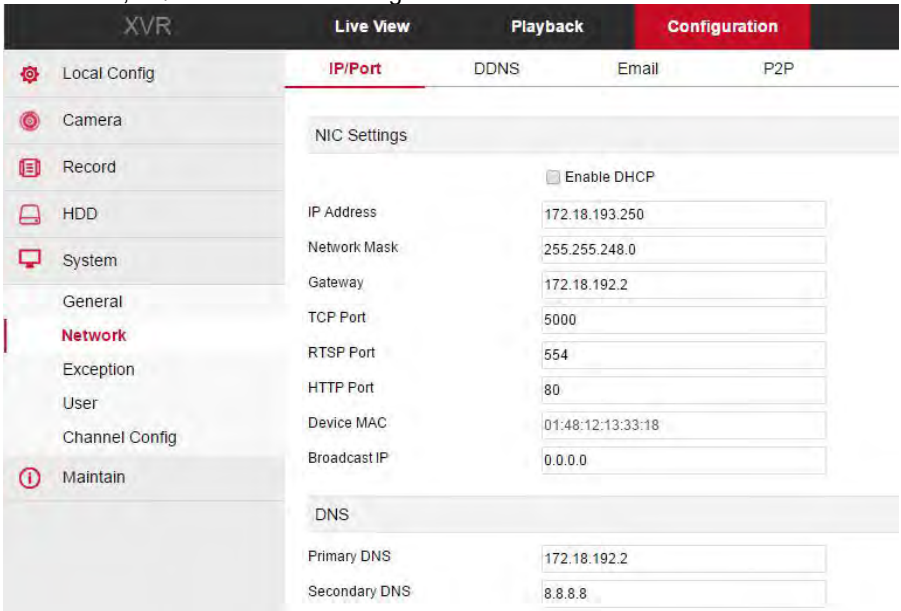 XVR Live View Playback Configuration
Local Config
Camera
Record
HDD
System
General
Network
Exception
User
Channel Config
Maintain
IP/Port DDNS Email P2P
NIC Settings
Enable DHCP
IP Address 172.18.193.250
Network Mask 255.255.248.0
Gateway 172.18.192.2
TCP Port 5000
RTSP Port 554
HTTP Port 80
Device MAC 01:48:12:13:33:18
Broadcast IP 0.0.0.0
DNS
Primary DNS 172.18.192.2
Secondary DNS 8.8.8.8